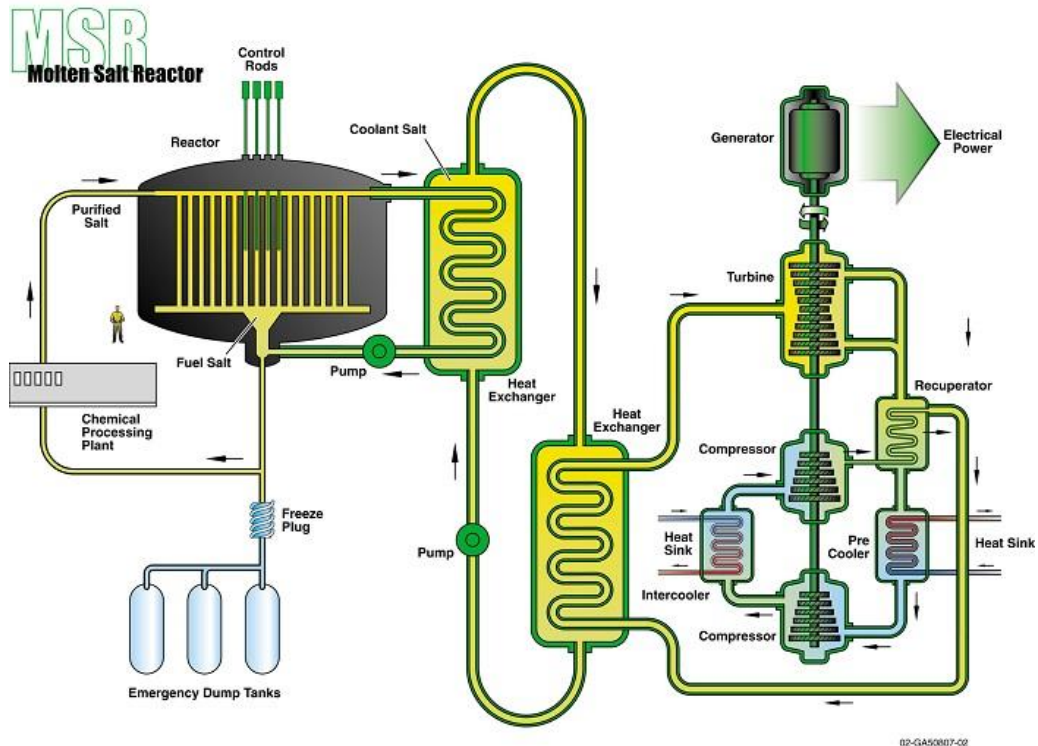 MSR
Molten Salt Reactor
Control
Rods
Reactor
Coolant Salt
Generator
Electrical
Power
Purified
Salt
Turbine
Fuel Salt
Pump
Heat
Exchanger
Recuperator
Chemical
Processing
Plant
Heat
Exchanger
Compressor
Freeze
Plug
Pump
Heat
Sink
Pre
Cooler
Heat Sink
Intercooler
Compressor
Emergency Dump Tanks
02-GA50807-02